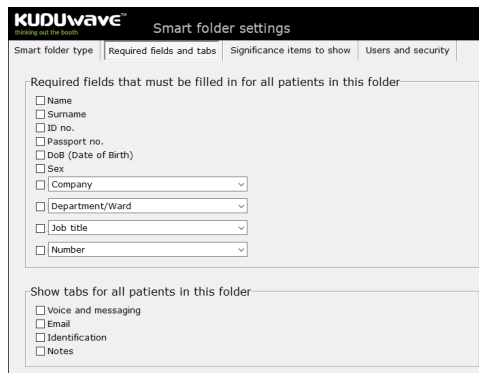 KUDUwave™
thinking out the booth
Smart folder settings
Smart folder type Required fields and tabs Significance items to show Users and security
Required fields that must be filled in for all patients in this folder
Name
Surname
ID no.
Passport no.
DoB (Date of Birth)
Sex
Company
Department/Ward
Job title
Number
Show tabs for all patients in this folder
Voice and messaging
Email
Identification
Notes